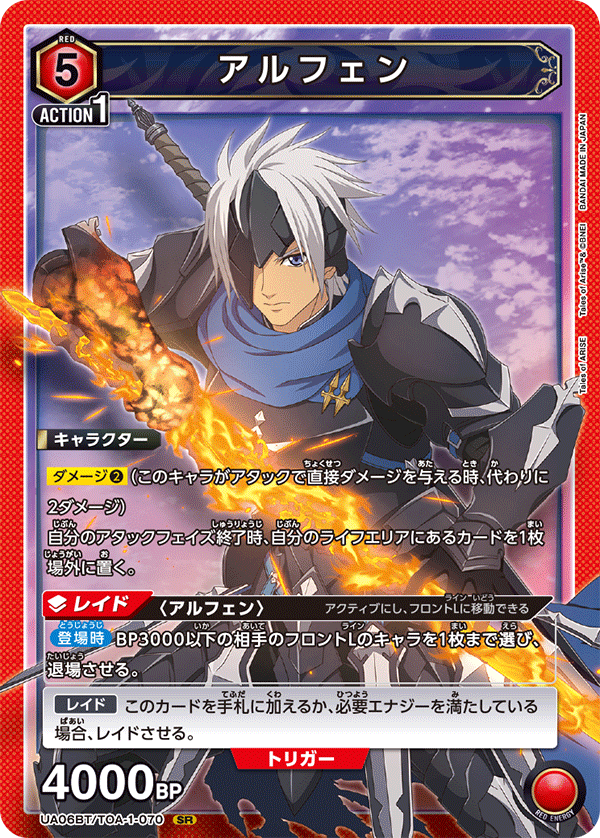 RED
5
アルフェン
ACTION 1
BANDAI MADE IN JAPAN
Tales of Arise™& ©BNEI
Tales of ARISE
キャラクター
ダメージ❷ (このキャラがアタックで直接ダメージを与える時、代わりに
2ダメージ)
自分のアタックフェイズ終了時、自分のライフエリアにあるカードを1枚
場外に置く。
レイド 〈アルフェン〉 アクティブにし、フロントLに移動できる
登場時 BP3000以下の相手のフロントLのキャラを1枚まで選び、
退場させる。
レイド このカードを手札に加えるか、必要エナジーを満たしている
場合、レイドさせる。
トリガー
4000BP
RED ENERGY
UA06BT/TOA-1-070 SR